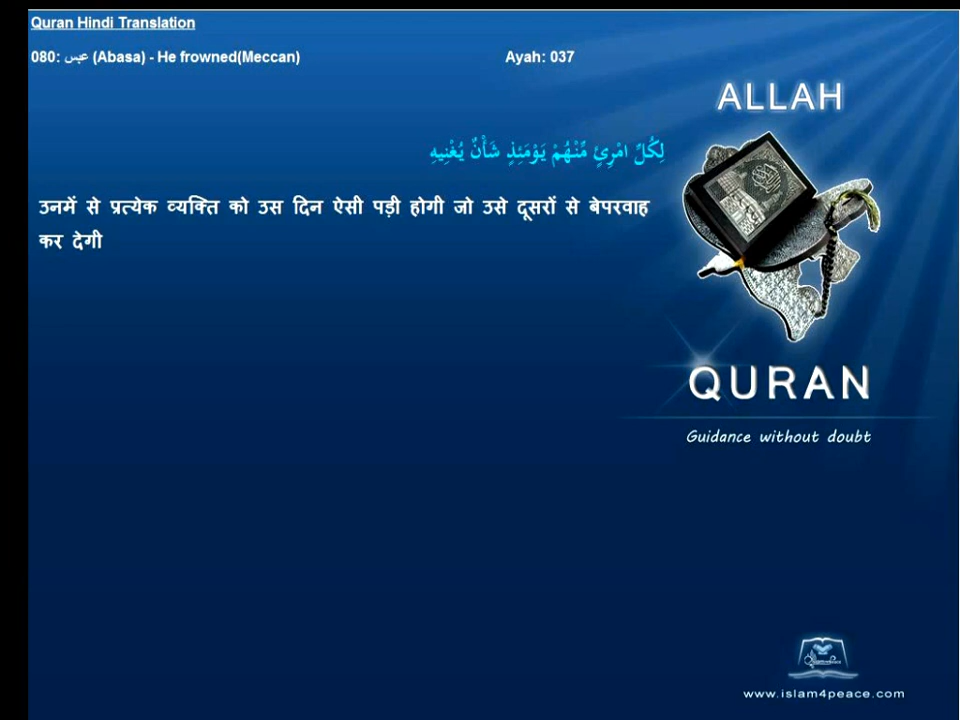 Quran Hindi Translation
080: عبس (Abasa) - He frowned(Meccan) Ayah: 037
ALLAH
لِكُلِّ امْرِئٍ مِّنْهُمْ يَوْمَئِذٍ شَأْنٌ يُغْنِيهِ
उनमें से प्रत्येक व्यक्ति को उस दिन ऐसी पड़ी होगी जो उसे दूसरों से बेपरवाह
कर देगी
QURAN
Guidance without doubt
www.islam4peace.com